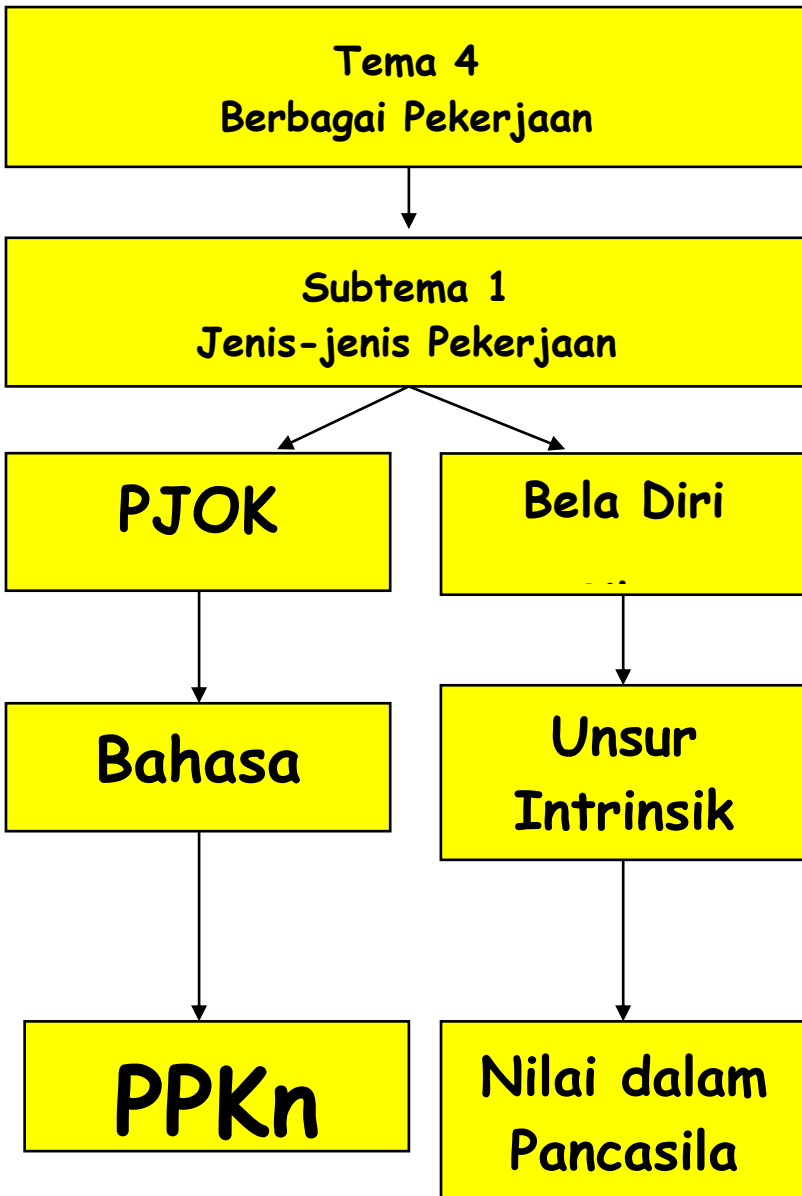 Tema 4
Berbagai Pekerjaan
Subtema 1
Jenis-jenis Pekerjaan
PJOK
Bela Diri
Bahasa
Unsur
Intrinsik
PPKn
Nilai dalam
Pancasila